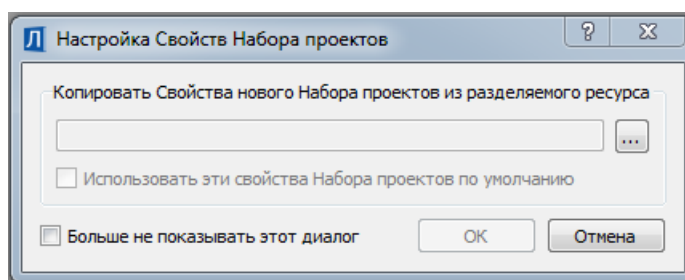 Л Настройка Свойств Набора проектов ?
Копировать Свойства нового Набора проектов из разделяемого ресурса
...
Использовать эти свойства Набора проектов по умолчанию
Больше не показывать этот диалог ОК Отмена